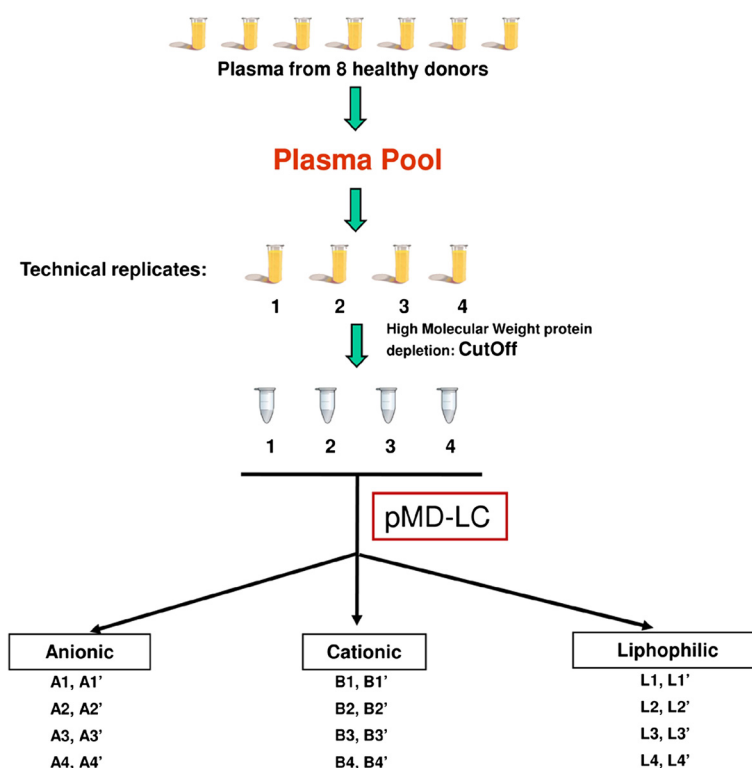 Plasma from 8 healthy donors
Plasma Pool
Technical replicates:
1 2 3 4
High Molecular Weight protein
depletion: CutOff
1 2 3 4
pMD-LC
Anionic Cationic Liphophilic
A1, A1’ B1, B1’ L1, L1’
A2, A2’ B2, B2’ L2, L2’
A3, A3’ B3, B3’ L3, L3’
A4, A4’ B4, B4’ L4, L4’